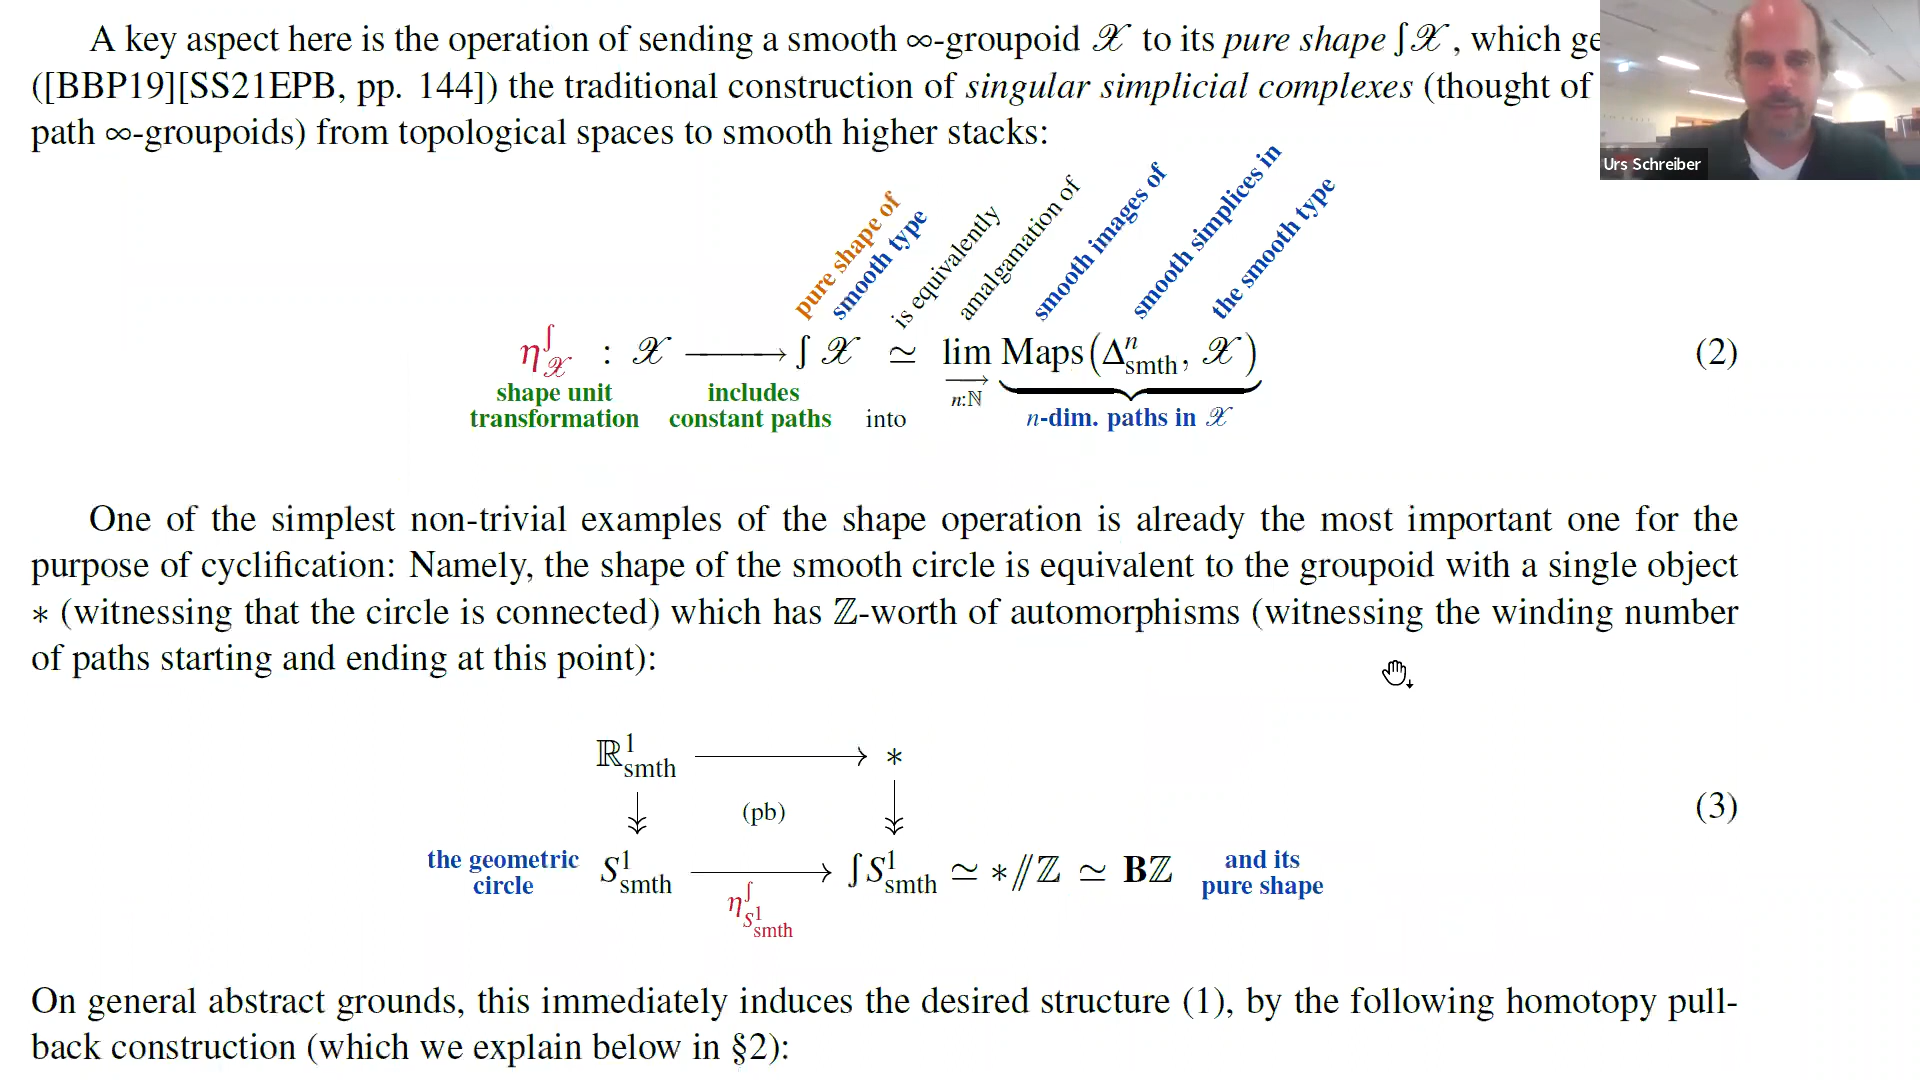 A key aspect here is the operation of sending a smooth ∞-groupoid 𝒳 to its pure shape ʃ𝒳, which ge
([BBP19][SS21EPB, pp. 144]) the traditional construction of singular simplicial complexes (thought of
path ∞-groupoids) from topological spaces to smooth higher stacks:
Urs Schreiber
pure shape of
smooth type
is equivalently
amalgamation of
smooth images of
smooth simplices in
the smooth type
η^ʃ_𝒳 : 𝒳 ⟶ ʃ 𝒳 ≃ lim Maps(Δ^n_smth, 𝒳) (2)
n:ℕ
shape unit transformation
includes constant paths
into
n-dim. paths in 𝒳
One of the simplest non-trivial examples of the shape operation is already the most important one for the
purpose of cyclification: Namely, the shape of the smooth circle is equivalent to the groupoid with a single object
∗ (witnessing that the circle is connected) which has ℤ-worth of automorphisms (witnessing the winding number
of paths starting and ending at this point):
ℝ^1_smth ⟶ ∗
(pb)
(3)
the geometric circle
S^1_smth ⟶ ʃ S^1_smth ≃ ∗⫽ℤ ≃ Bℤ
and its pure shape
η^ʃ_{S^1_smth}
On general abstract grounds, this immediately induces the desired structure (1), by the following homotopy pull-
back construction (which we explain below in §2):